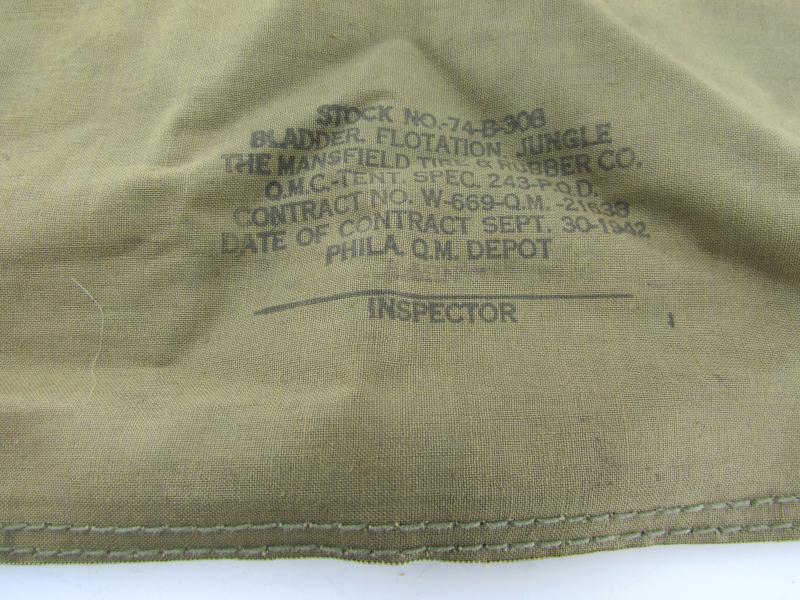 STOCK NO.-74-B-308
BLADDER, FLOTATION, JUNGLE
THE MANSFIELD TIRE & RUBBER CO.
Q.M.C.-TENT. SPEC. 243-P.Q.D.
CONTRACT NO. W-669-Q.M. -21638
DATE OF CONTRACT SEPT. 30-1942
PHILA. Q.M. DEPOT
INSPECTOR